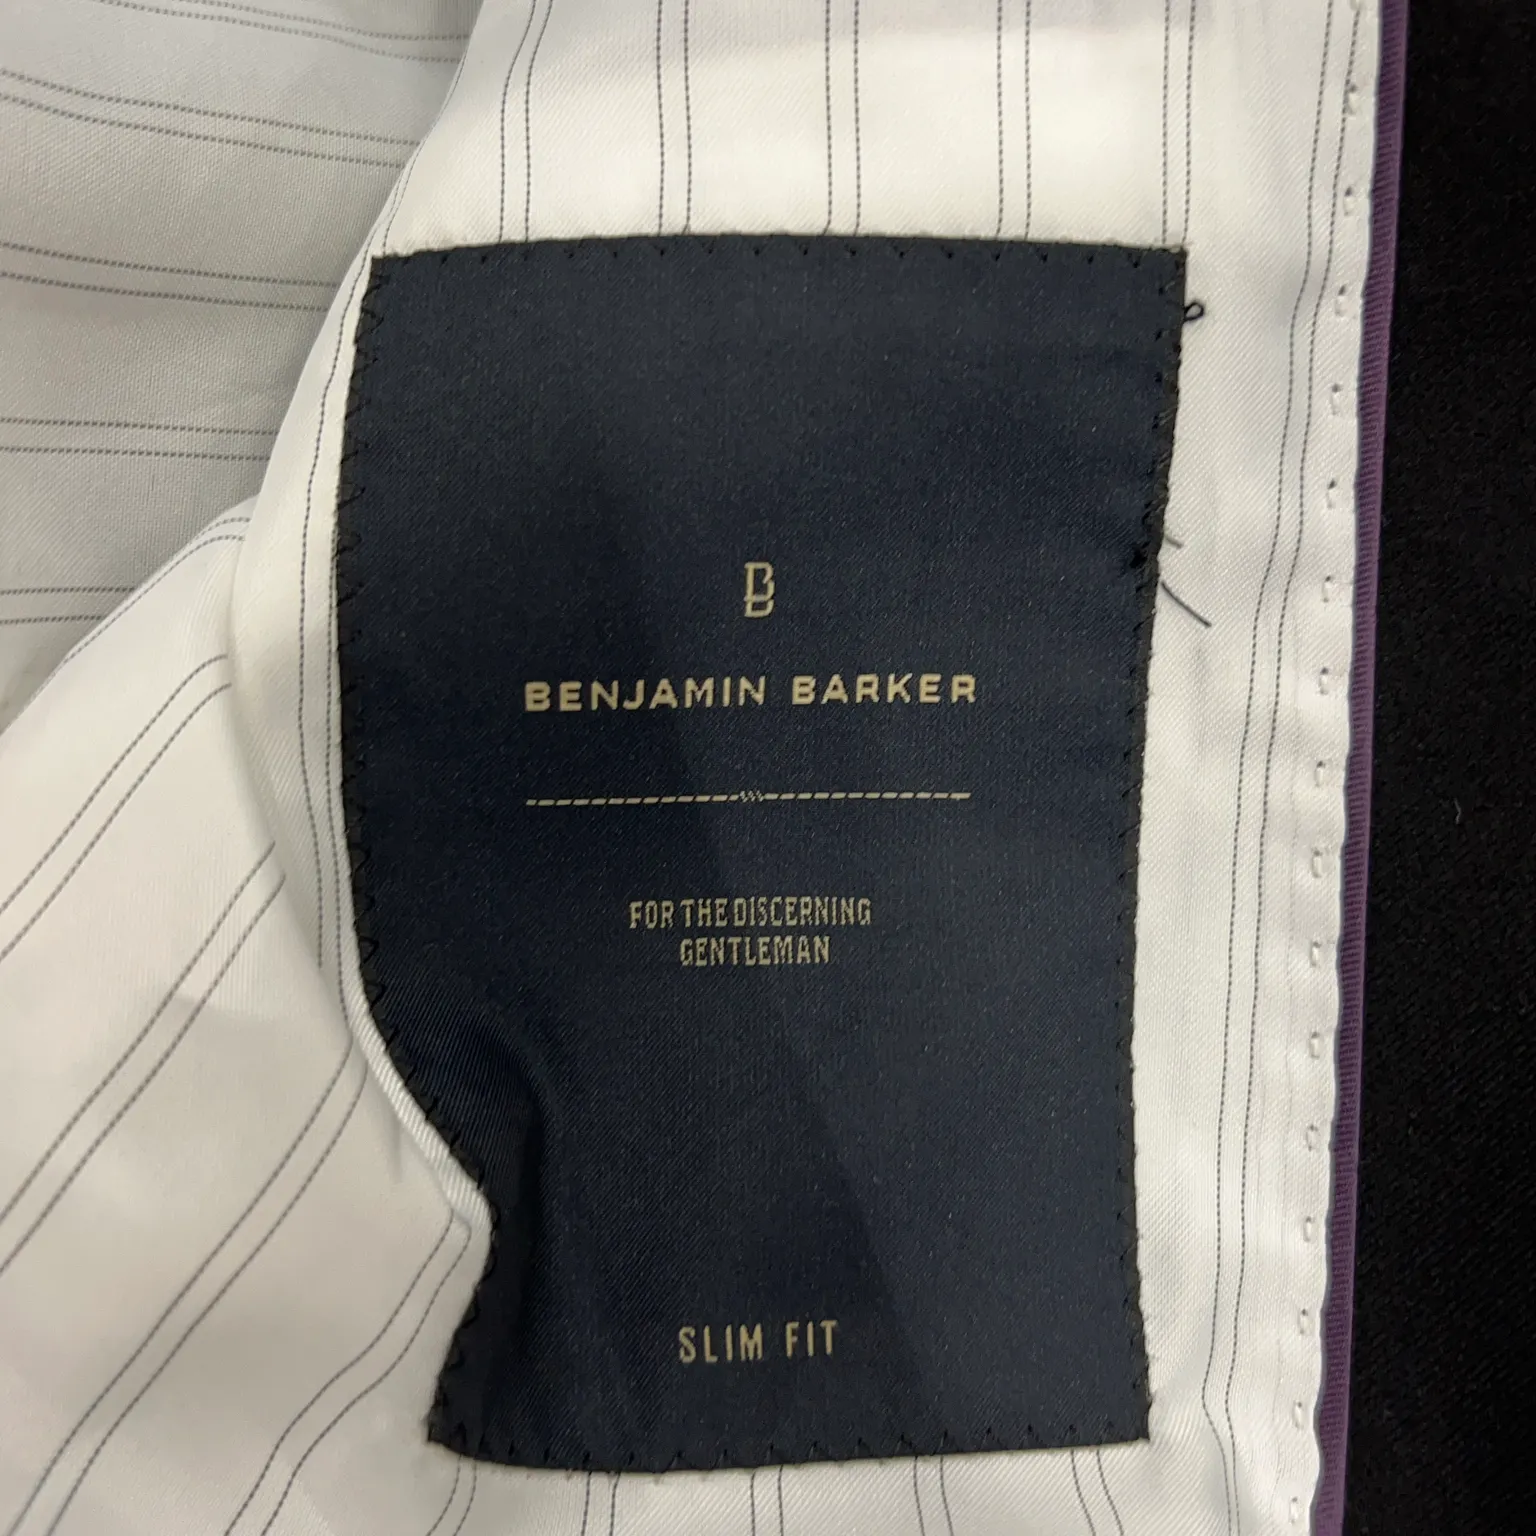 B
BENJAMIN BARKER
FOR THE DISCERNING
GENTLEMAN
SLIM FIT